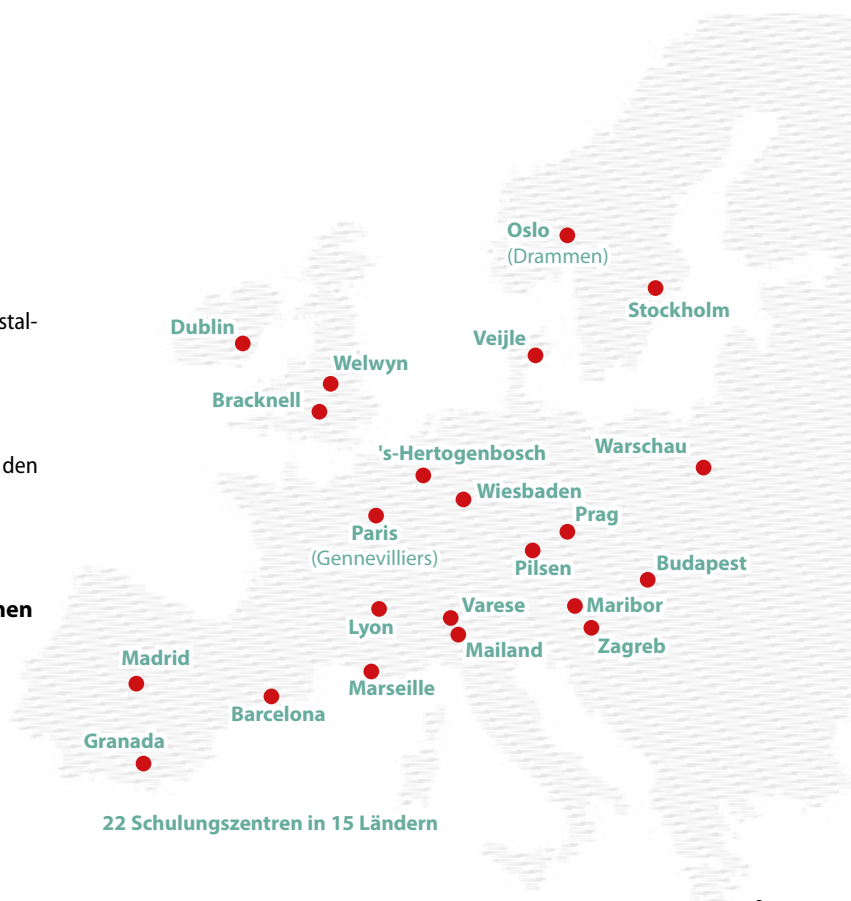 Oslo
(Drammen)
Stockholm
stal-
Dublin
Veijle
Welwyn
Bracknell
's-Hertogenbosch
Warschau
den
Wiesbaden
Prag
Paris
(Gennevilliers)
Pilsen
Budapest
Varese
Maribor
nen
Lyon
Mailand
Zagreb
Madrid
Marseille
Barcelona
Granada
22 Schulungszentren in 15 Ländern